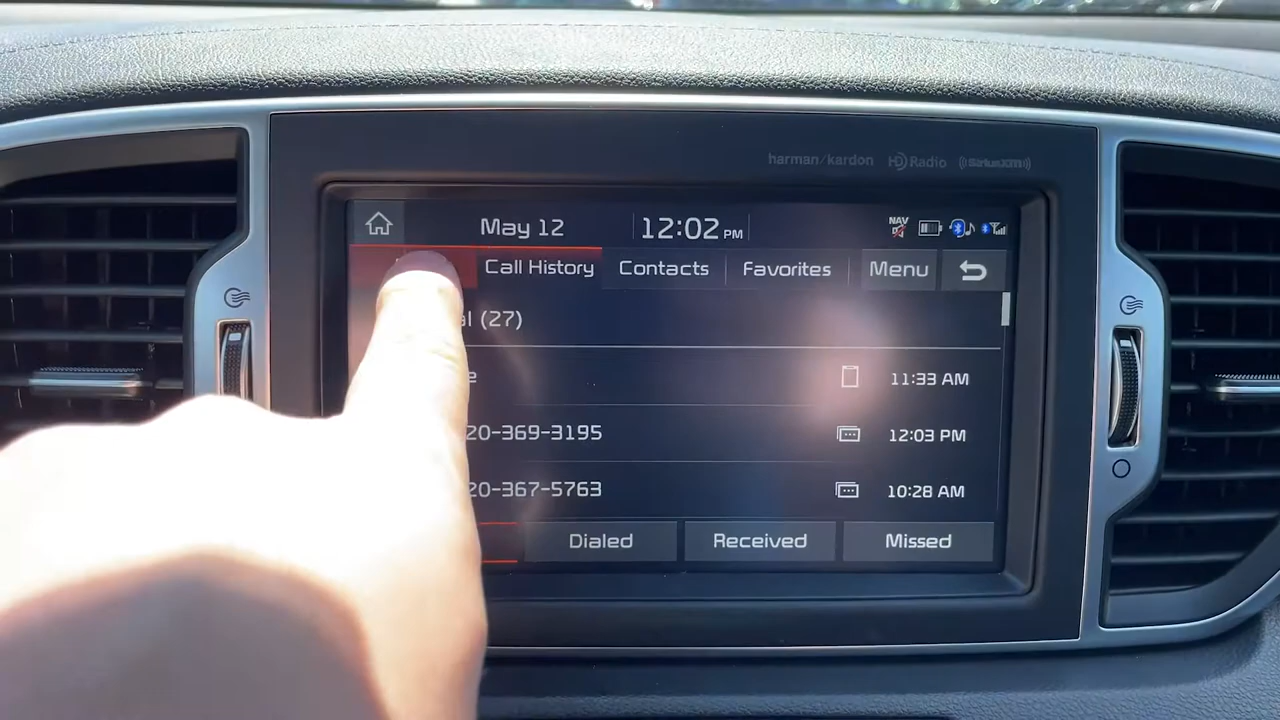 harman/kardon HD Radio ((SiriusXM))
May 12 12:02 PM NAV
Call History Contacts Favorites Menu
(27)
11:33 AM
20-369-3195 12:03 PM
20-367-5763 10:28 AM
Dialed Received Missed